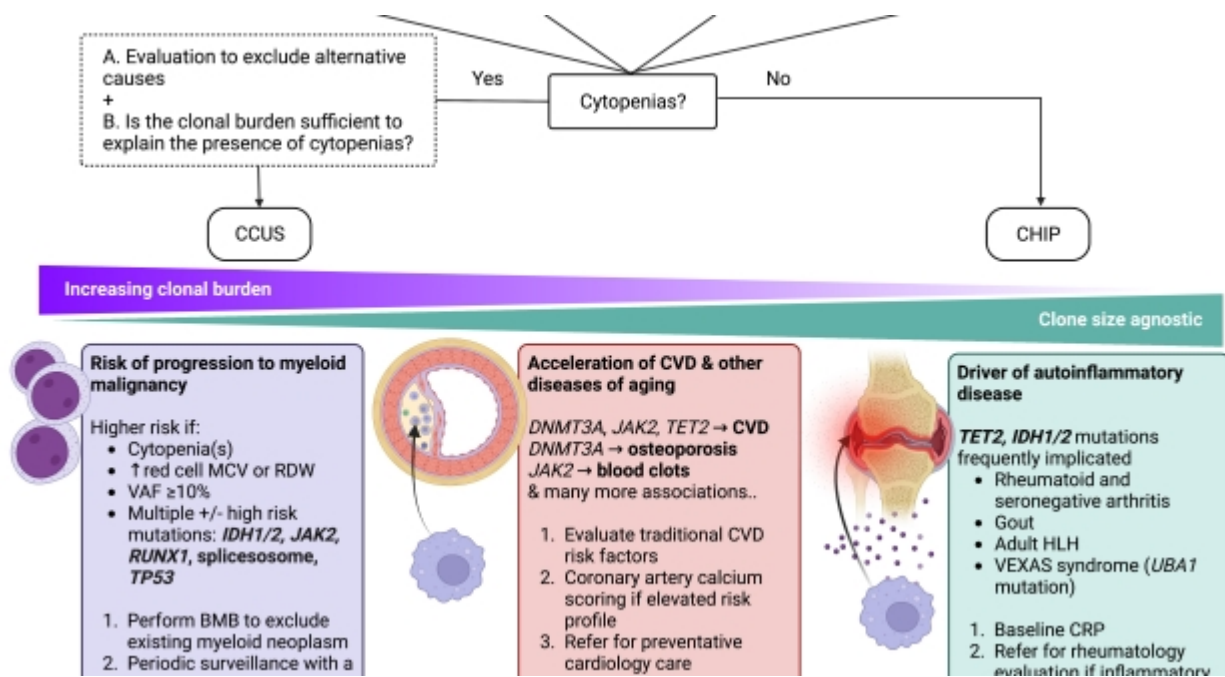 A. Evaluation to exclude alternative
causes
+
B. Is the clonal burden sufficient to
explain the presence of cytopenias?
Yes
Cytopenias?
No
CCUS
CHIP
Increasing clonal burden
Clone size agnostic
Risk of progression to myeloid
malignancy
Higher risk if:
• Cytopenia(s)
• ↑red cell MCV or RDW
• VAF ≥10%
• Multiple +/- high risk
mutations: IDH1/2, JAK2,
RUNX1, splicesosome,
TP53
1. Perform BMB to exclude
existing myeloid neoplasm
2. Periodic surveillance with a
Acceleration of CVD & other
diseases of aging
DNMT3A, JAK2, TET2 → CVD
DNMT3A → osteoporosis
JAK2 → blood clots
& many more associations..
1. Evaluate traditional CVD
risk factors
2. Coronary artery calcium
scoring if elevated risk
profile
3. Refer for preventative
cardiology care
Driver of autoinflammatory
disease
TET2, IDH1/2 mutations
frequently implicated
• Rheumatoid and
seronegative arthritis
• Gout
• Adult HLH
• VEXAS syndrome (UBA1
mutation)
1. Baseline CRP
2. Refer for rheumatology
evaluation if inflammatory